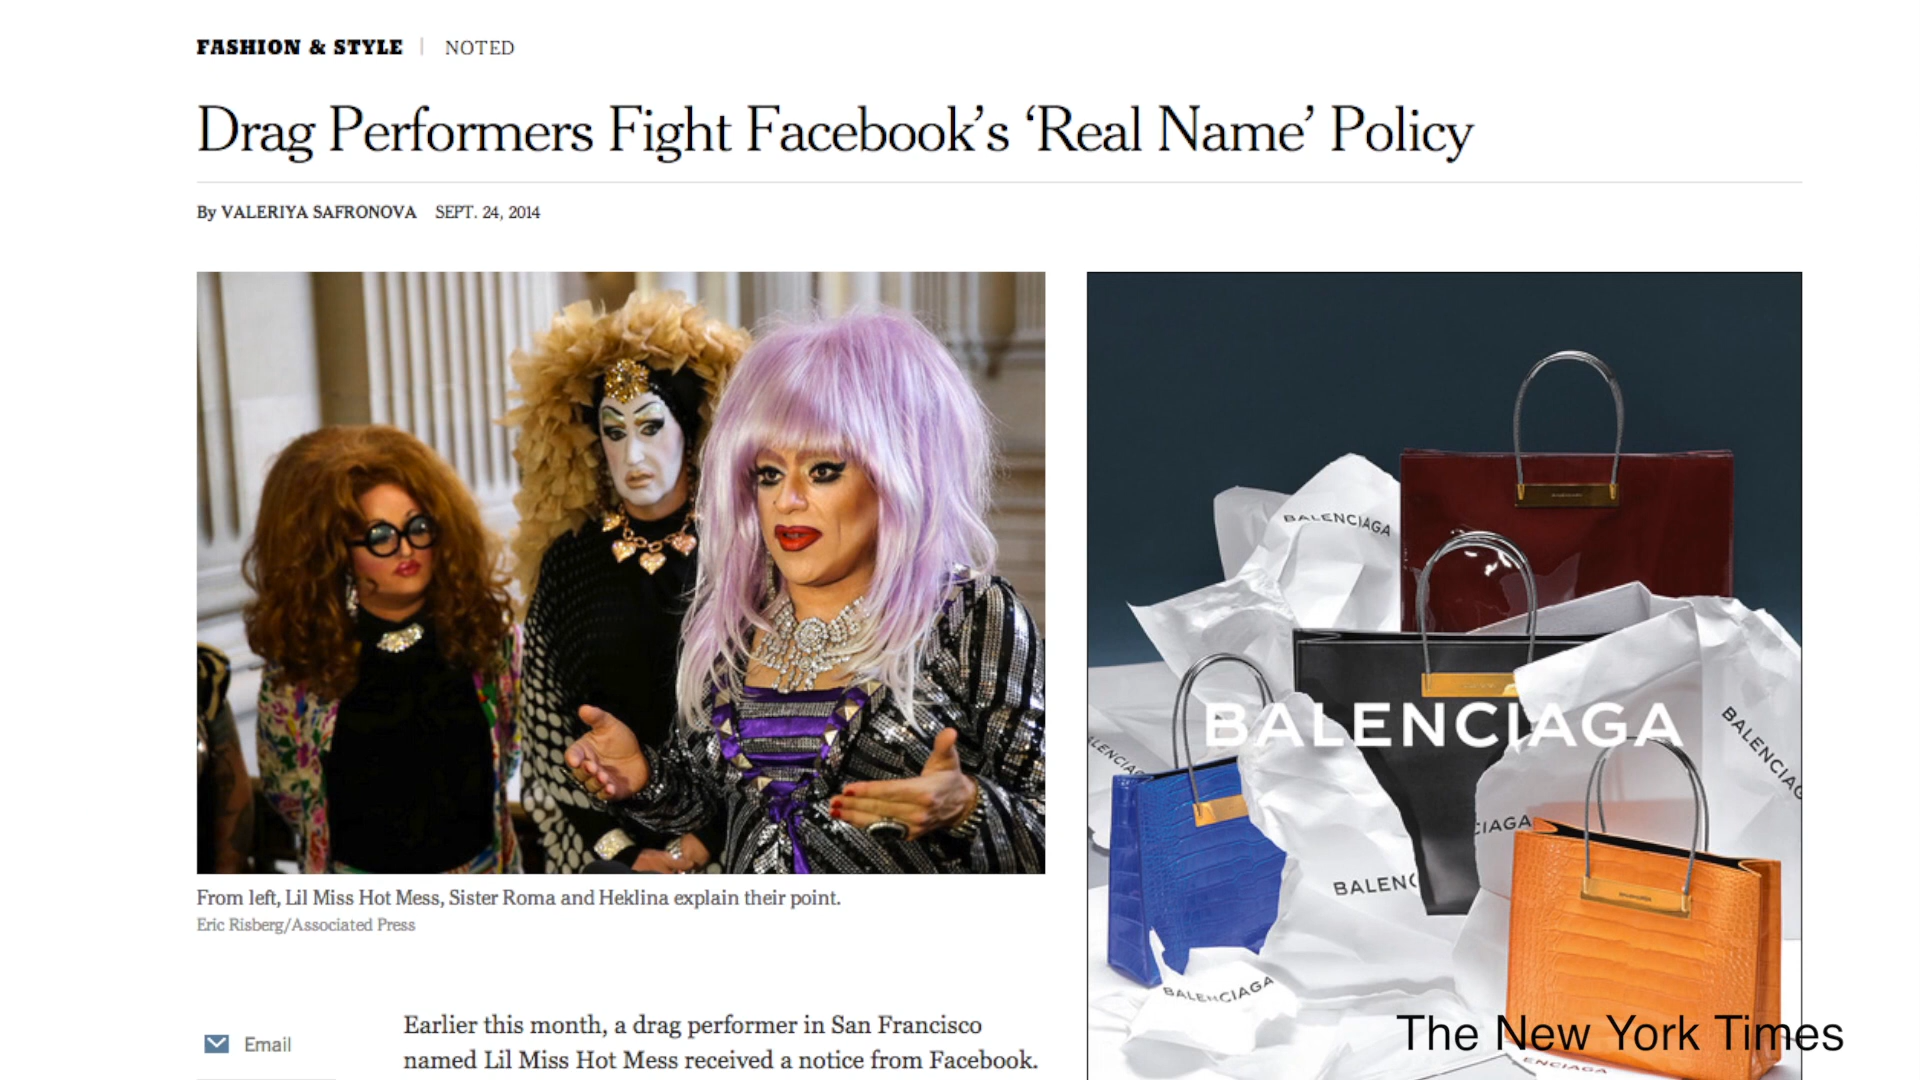 FASHION & STYLE | NOTED
Drag Performers Fight Facebook’s ‘Real Name’ Policy
By VALERIYA SAFRONOVA SEPT. 24, 2014
BALENCIAGA
BALENCIAGA
BALENCIAGA
LENCIAGA
CIAGA
BALENC
BALENCIAGA
From left, Lil Miss Hot Mess, Sister Roma and Heklina explain their point.
Eric Risberg/Associated Press
Earlier this month, a drag performer in San Francisco
named Lil Miss Hot Mess received a notice from Facebook.
Email
The New York Times
ENCIAGA